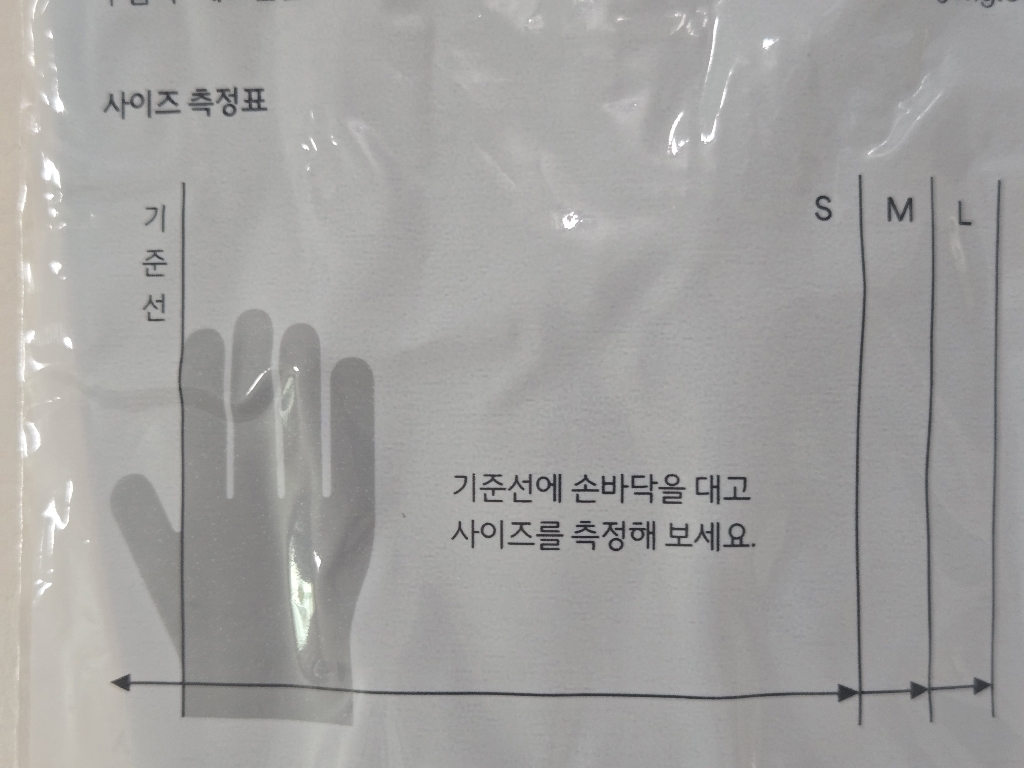 사이즈 측정표
기준선
S M L
기준선에 손바닥을 대고
사이즈를 측정해 보세요.